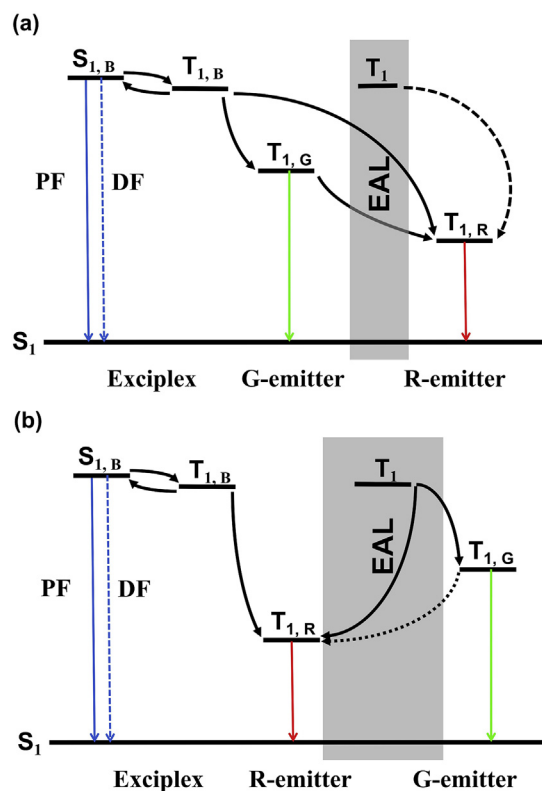 (a)
S1, B
T1, B
T1
PF
DF
T1, G
EAL
T1, R
S1
Exciplex
G-emitter
R-emitter
(b)
S1, B
T1, B
T1
PF
DF
EAL
T1, G
T1, R
S1
Exciplex
R-emitter
G-emitter